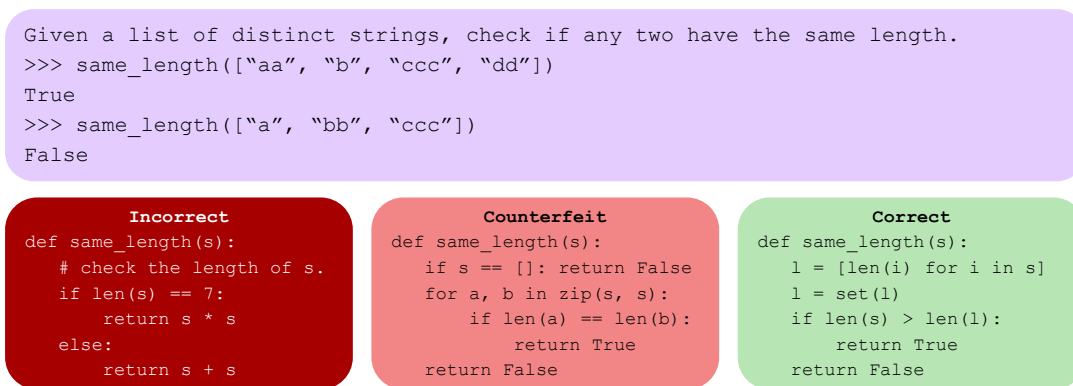 Given a list of distinct strings, check if any two have the same length.
>>> same_length([“aa”, “b”, “ccc”, “dd”])
True
>>> same_length([“a”, “bb”, “ccc”])
False
Incorrect
def same_length(s):
   # check the length of s.
   if len(s) == 7:
       return s * s
   else:
       return s + s
Counterfeit
def same_length(s):
   if s == []: return False
   for a, b in zip(s, s):
       if len(a) == len(b):
           return True
   return False
Correct
def same_length(s):
   l = [len(i) for i in s]
   l = set(l)
   if len(s) > len(l):
       return True
   return False